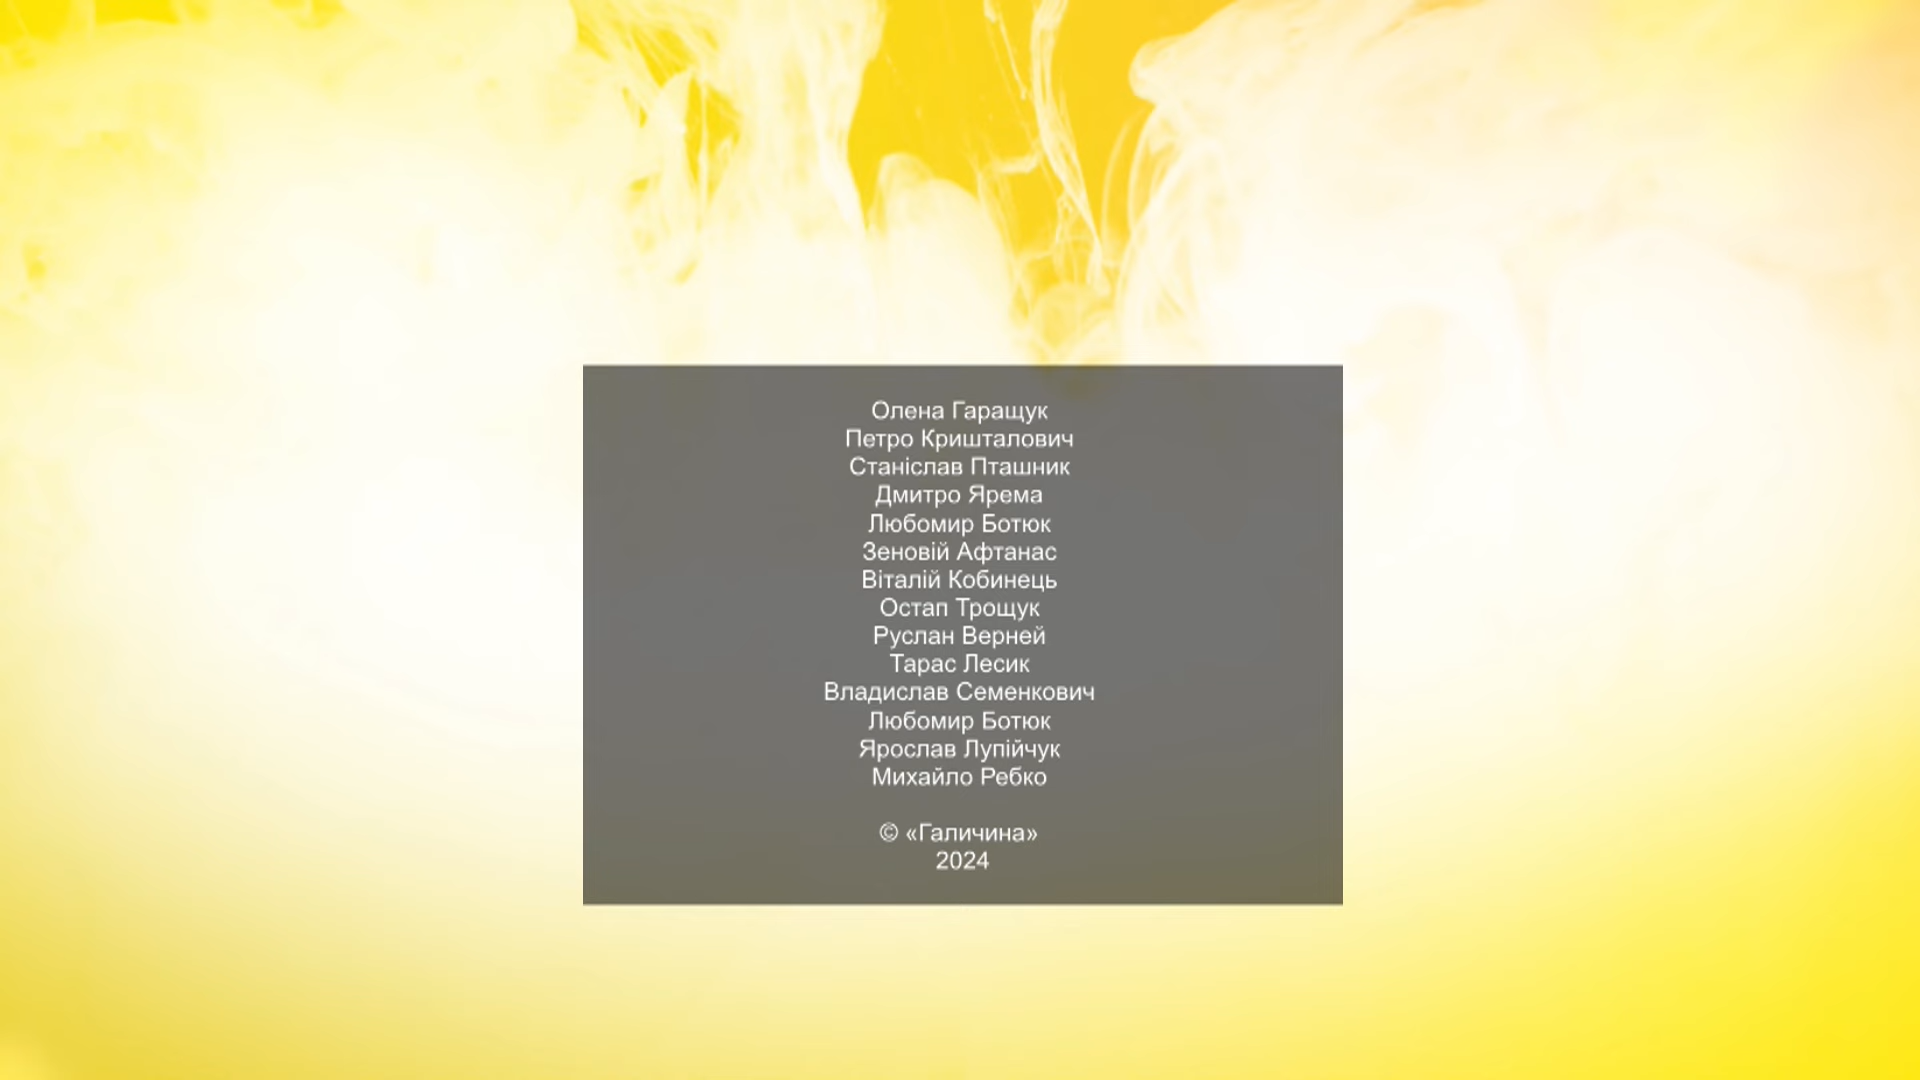 Олена Гаращук
Петро Кришталович
Станіслав Пташник
Дмитро Ярема
Любомир Ботюк
Зеновій Афтанас
Віталій Кобинець
Остап Трощук
Руслан Верней
Тарас Лесик
Владислав Семенкович
Любомир Ботюк
Ярослав Лупійчук
Михайло Ребко
© «Галичина»
2024